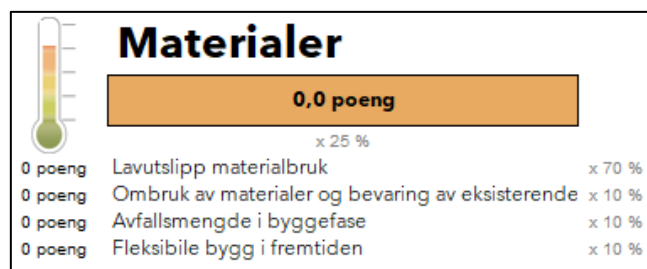 Materialer
0,0 poeng
x 25 %
0 poeng Lavutslipp materialbruk x 70 %
0 poeng Ombruk av materialer og bevaring av eksisterende x 10 %
0 poeng Avfallsmengde i byggefase x 10 %
0 poeng Fleksibile bygg i fremtiden x 10 %